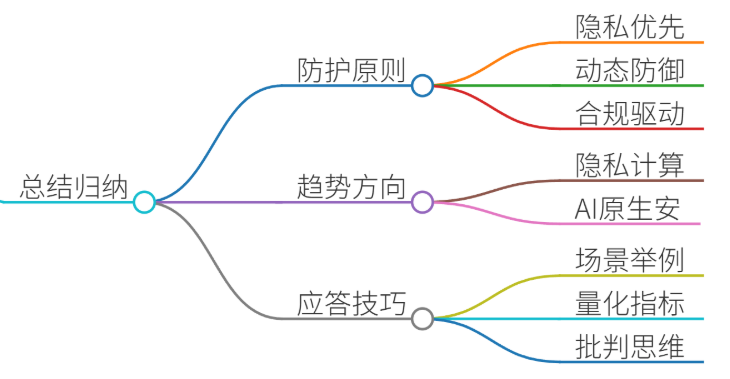 总结归纳
防护原则
隐私优先
动态防御
合规驱动
趋势方向
隐私计算
AI原生安
应答技巧
场景举例
量化指标
批判思维